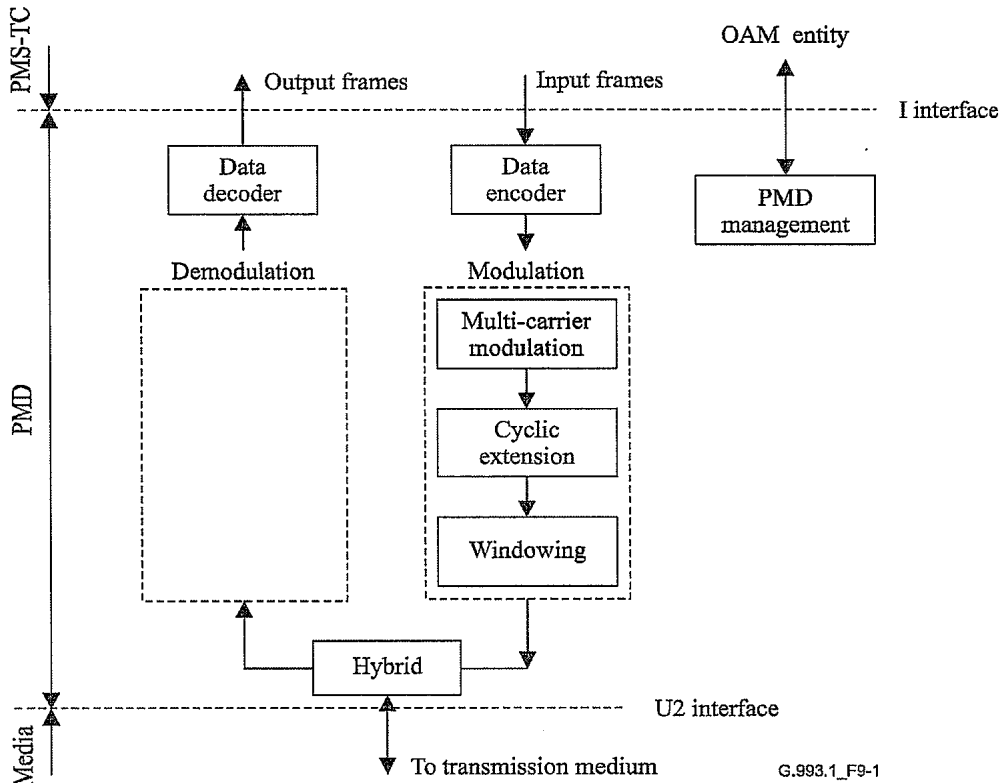 PMS-TC
OAM entity
Output frames
Input frames
I interface
Data
decoder
Data
encoder
PMD
management
Demodulation
Modulation
Multi-carrier
modulation
Cyclic
extension
Windowing
PMD
Hybrid
U2 interface
Media
To transmission medium
G.993.1_F9-1